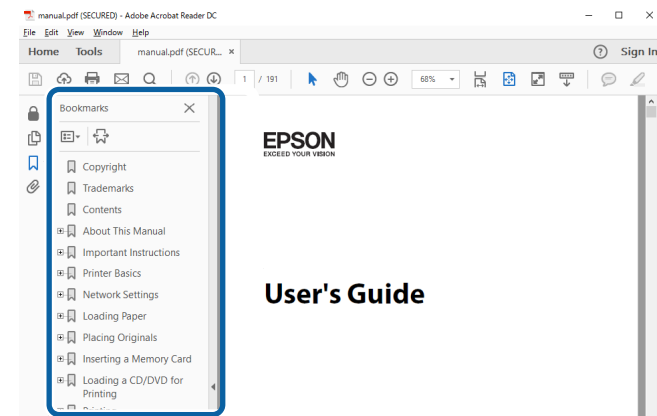 manual.pdf (SECURED) - Adobe Acrobat Reader DC
File Edit View Window Help
Home Tools manual.pdf (SECUR... × Sign In
1 / 191 68%
Bookmarks
EPSON
EXCEED YOUR VISION
Copyright
Trademarks
Contents
About This Manual
Important Instructions
Printer Basics
Network Settings
User's Guide
Loading Paper
Placing Originals
Inserting a Memory Card
Loading a CD/DVD for
Printing